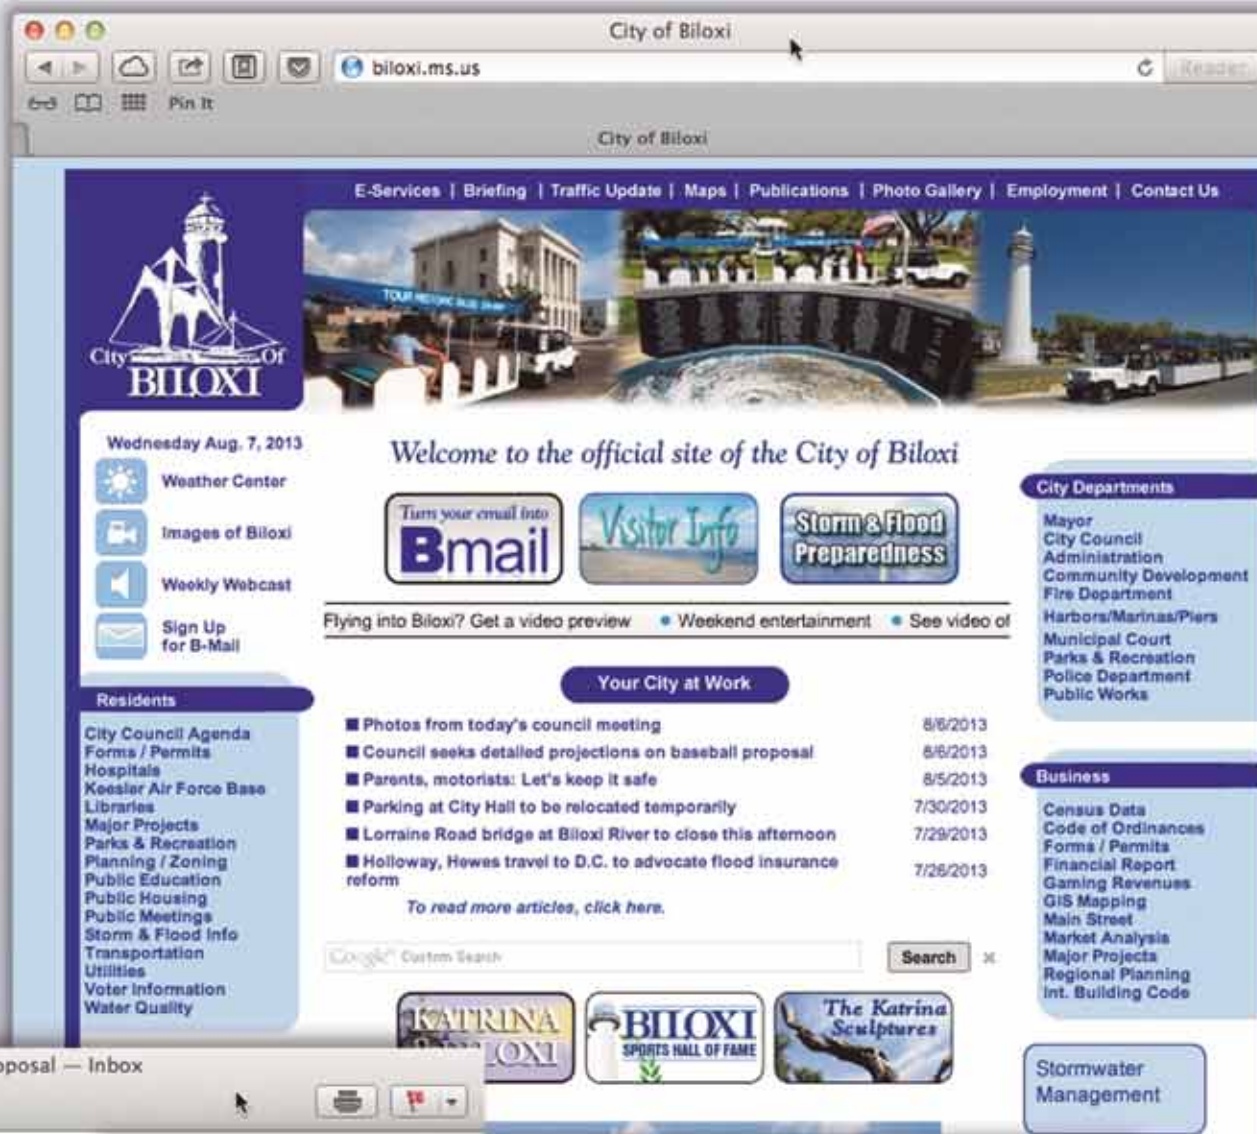 City of Biloxi
biloxi.ms.us
Reader
Pin It
City of Biloxi
E-Services | Briefing | Traffic Update | Maps | Publications | Photo Gallery | Employment | Contact Us
City Of
BILOXI
Wednesday Aug. 7, 2013
Weather Center
Images of Biloxi
Weekly Webcast
Sign Up
for B-Mail
Residents
City Council Agenda
Forms / Permits
Hospitals
Keesler Air Force Base
Libraries
Major Projects
Parks & Recreation
Planning / Zoning
Public Education
Public Housing
Public Meetings
Storm & Flood Info
Transportation
Utilities
Voter Information
Water Quality
Welcome to the official site of the City of Biloxi
Turn your email into
Bmail
Visitor Info
Storm & Flood
Preparedness
Flying into Biloxi? Get a video preview • Weekend entertainment • See video of
Your City at Work
Photos from today's council meeting 8/6/2013
Council seeks detailed projections on baseball proposal 8/6/2013
Parents, motorists: Let's keep it safe 8/5/2013
Parking at City Hall to be relocated temporarily 7/30/2013
Lorraine Road bridge at Biloxi River to close this afternoon 7/29/2013
Holloway, Hewes travel to D.C. to advocate flood insurance
reform 7/26/2013
To read more articles, click here.
Google Custom Search
Search
KATRINA
BILOXI
SPORTS HALL OF FAME
The Katrina
Sculptures
City Departments
Mayor
City Council
Administration
Community Development
Fire Department
Harbors/Marinas/Piers
Municipal Court
Parks & Recreation
Police Department
Public Works
Business
Census Data
Code of Ordinances
Forms / Permits
Financial Report
Gaming Revenues
GIS Mapping
Main Street
Market Analysis
Major Projects
Regional Planning
Int. Building Code
Stormwater
Management
oposal — Inbox